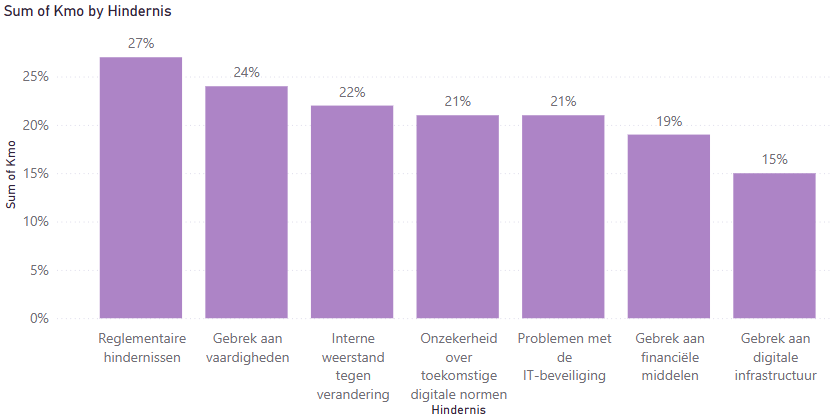 Sum of Kmo by Hindernis
27%
24%
22%
21%
21%
19%
15%
25%
20%
15%
10%
5%
0%
Sum of Kmo
Reglementaire
hindernissen
Gebrek aan
vaardigheden
Interne
weerstand
tegen
verandering
Onzekerheid
over
toekomstige
digitale normen
Problemen met
de
IT-beveiliging
Gebrek aan
financiële
middelen
Gebrek aan
digitale
infrastructuur
Hindernis